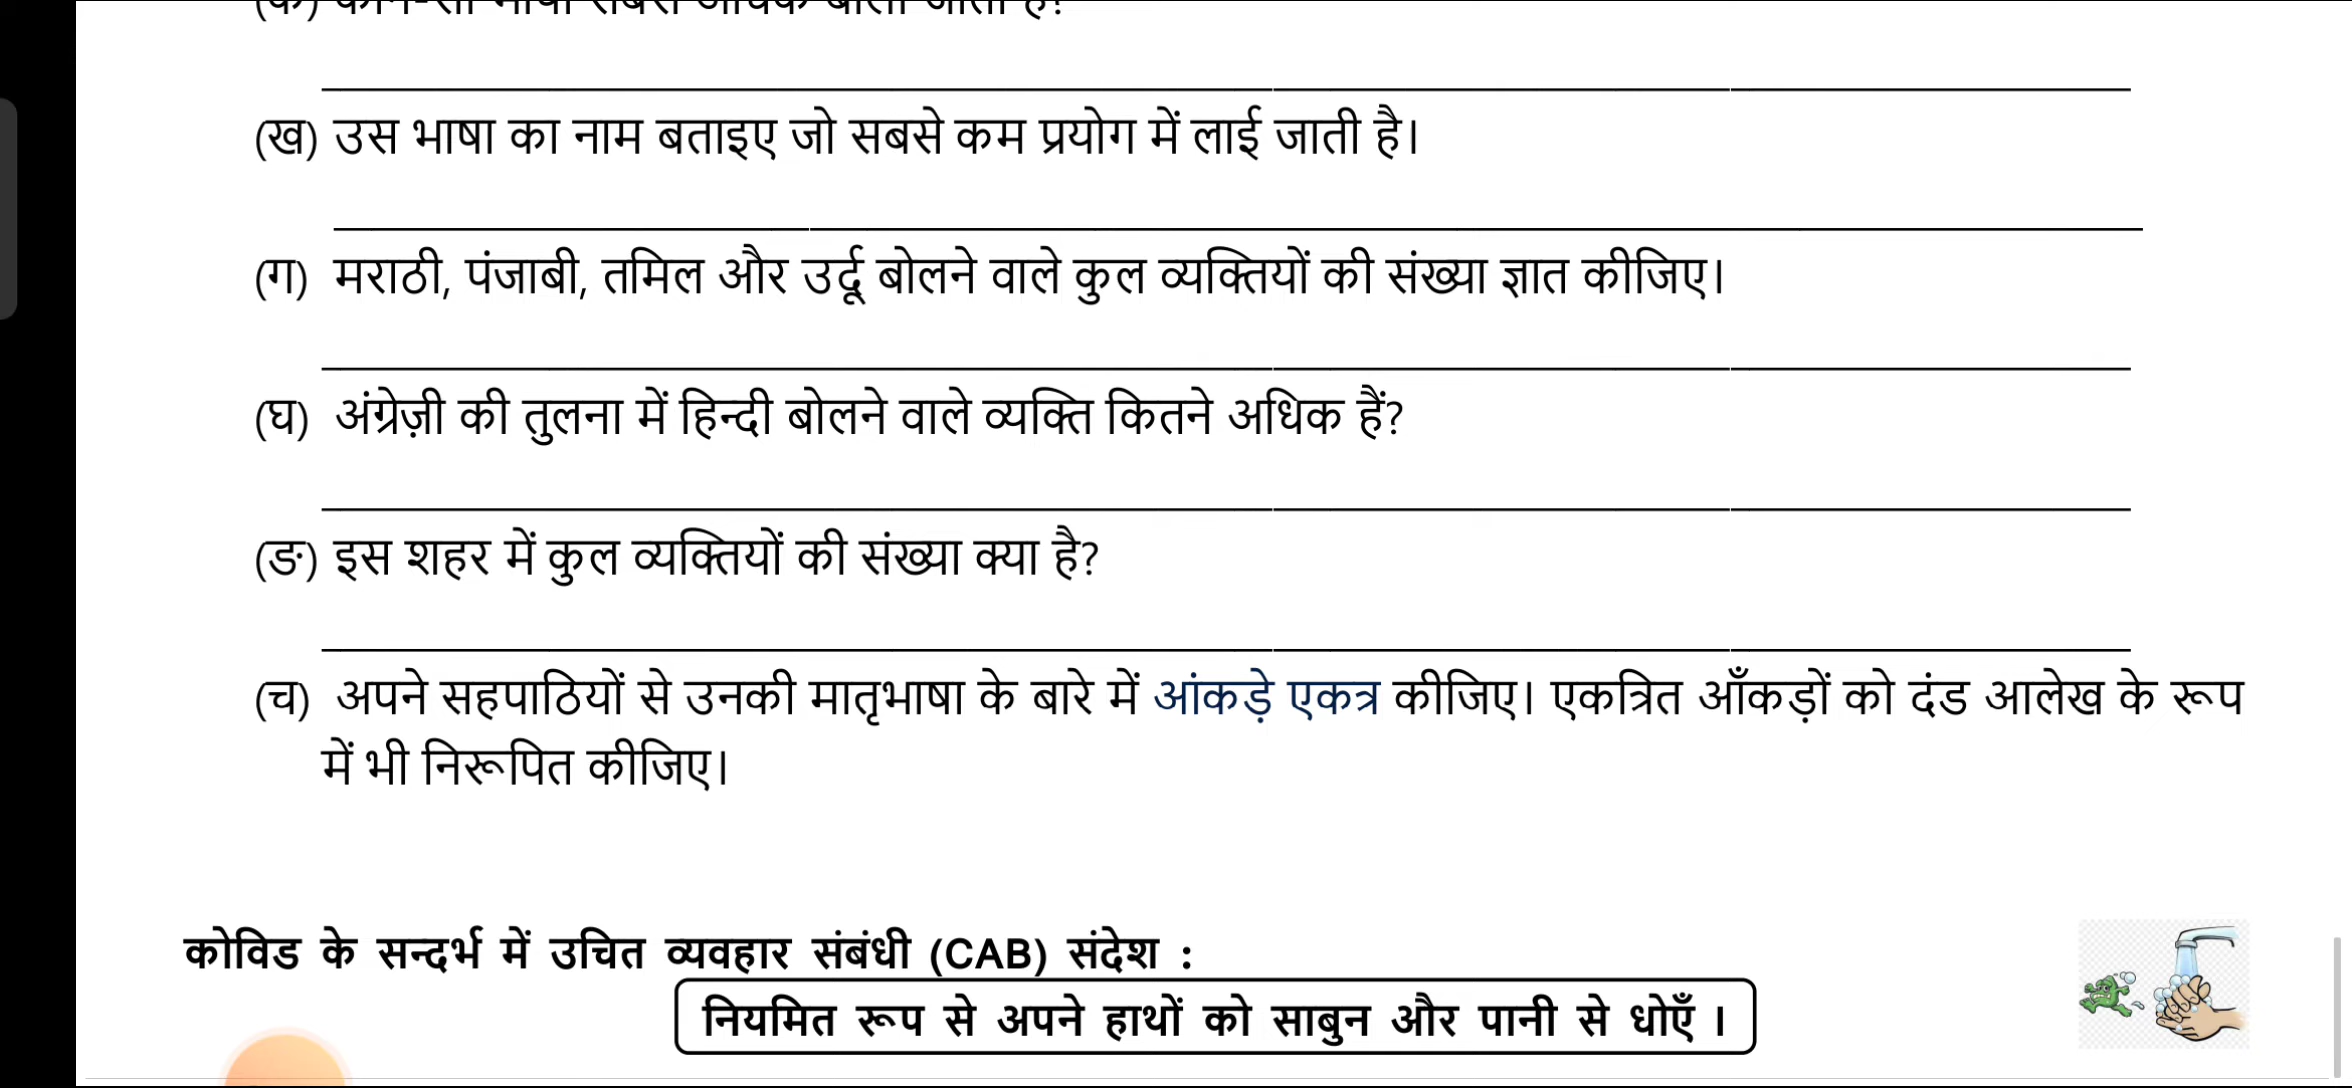 (ख) उस भाषा का नाम बताइए जो सबसे कम प्रयोग में लाई जाती है।
(ग) मराठी, पंजाबी, तमिल और उर्दू बोलने वाले कुल व्यक्तियों की संख्या ज्ञात कीजिए।
(घ) अंग्रेज़ी की तुलना में हिन्दी बोलने वाले व्यक्ति कितने अधिक हैं?
(ङ) इस शहर में कुल व्यक्तियों की संख्या क्या है?
(च) अपने सहपाठियों से उनकी मातृभाषा के बारे में आंकड़े एकत्र कीजिए। एकत्रित आँकड़ों को दंड आलेख के रूप
में भी निरूपित कीजिए।
कोविड के सन्दर्भ में उचित व्यवहार संबंधी (CAB) संदेश :
नियमित रूप से अपने हाथों को साबुन और पानी से धोएँ ।